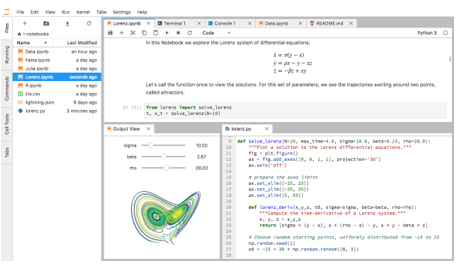 File Edit View Run Kernel Tabs Settings Help
Files
Running
Commands
Cell Tools
Tabs
notebooks
Name Last Modified
Data.ipynb an hour ago
Fasta.ipynb a day ago
Julia.ipynb a day ago
Lorenz.ipynb seconds ago
R.ipynb a day ago
iris.csv a day ago
lightning.json 9 days ago
lorenz.py 3 minutes ago
Lorenz.ipynb
Terminal 1
Console 1
Data.ipynb
README.md
Code
Python 3
In this Notebook we explore the Lorenz system of differential equations:
ẋ = σ(y − x)
ẏ = ρx − y − xz
ż = −βz + xy
Let's call the function once to view the solutions. For this set of parameters, we see the trajectories swirling around two points,
called attractors.
from lorenz import solve_lorenz
t, x_t = solve_lorenz(N=10)
Output View
sigma 10.00
beta 2.67
rho 28.00
lorenz.py
def solve_lorenz(N=10, max_time=4.0, sigma=10.0, beta=8./3, rho=28.0):
"""Plot a solution to the Lorenz differential equations."""
fig = plt.figure()
ax = fig.add_axes([0, 0, 1, 1], projection='3d')
ax.axis('off')
# prepare the axes limits
ax.set_xlim((-25, 25))
ax.set_ylim((-35, 35))
ax.set_zlim((5, 55))
def lorenz_deriv(x_y_z, t0, sigma=sigma, beta=beta, rho=rho):
"""Compute the time-derivative of a Lorenz system."""
x, y, z = x_y_z
return [sigma * (y - x), x * (rho - z) - y, x * y - beta * z]
# Choose random starting points, uniformly distributed from -15 to 15
np.random.seed(1)
x0 = -15 + 30 * np.random.random((N, 3))